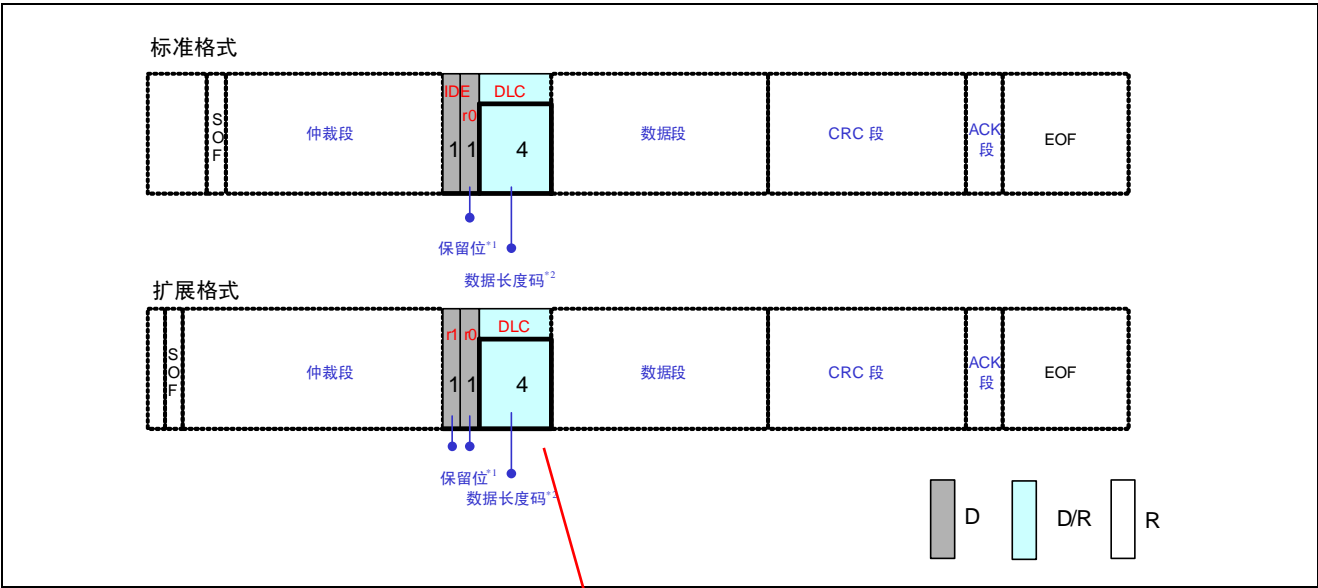 标准格式
IDE DLC
r0
SOF 仲裁段 1 1 4 数据段 CRC 段 ACK 段 EOF
保留位*1
数据长度码*2
扩展格式
r1 r0 DLC
SOF 仲裁段 1 1 4 数据段 CRC 段 ACK 段 EOF
保留位*1
数据长度码*2
D D/R R